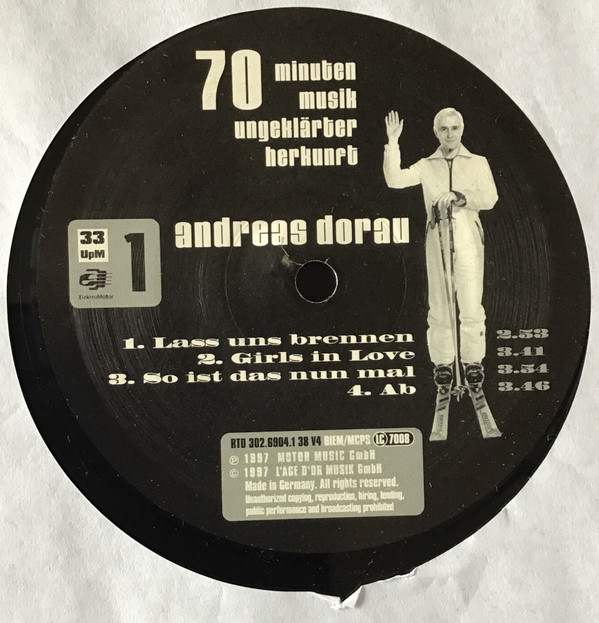 70 minuten
musik
ungeklärter
herkunft
andreas dorau
33
UpM
1
ElektroMotor
1. Lass uns brennen 2.53
2. Girls in Love 3.41
3. So ist das nun mal 3.54
4. Ab 3.46
RTD 302.6904.1 38 V4 BIEM/MCPS LC 7008
℗ 1997 MOTOR MUSIC GmbH
© 1997 L'AGE D'OR MUSIK GmbH
Made in Germany. All rights reserved.
Unauthorized copying, reproduction, hiring, lending,
public performance and broadcasting prohibited